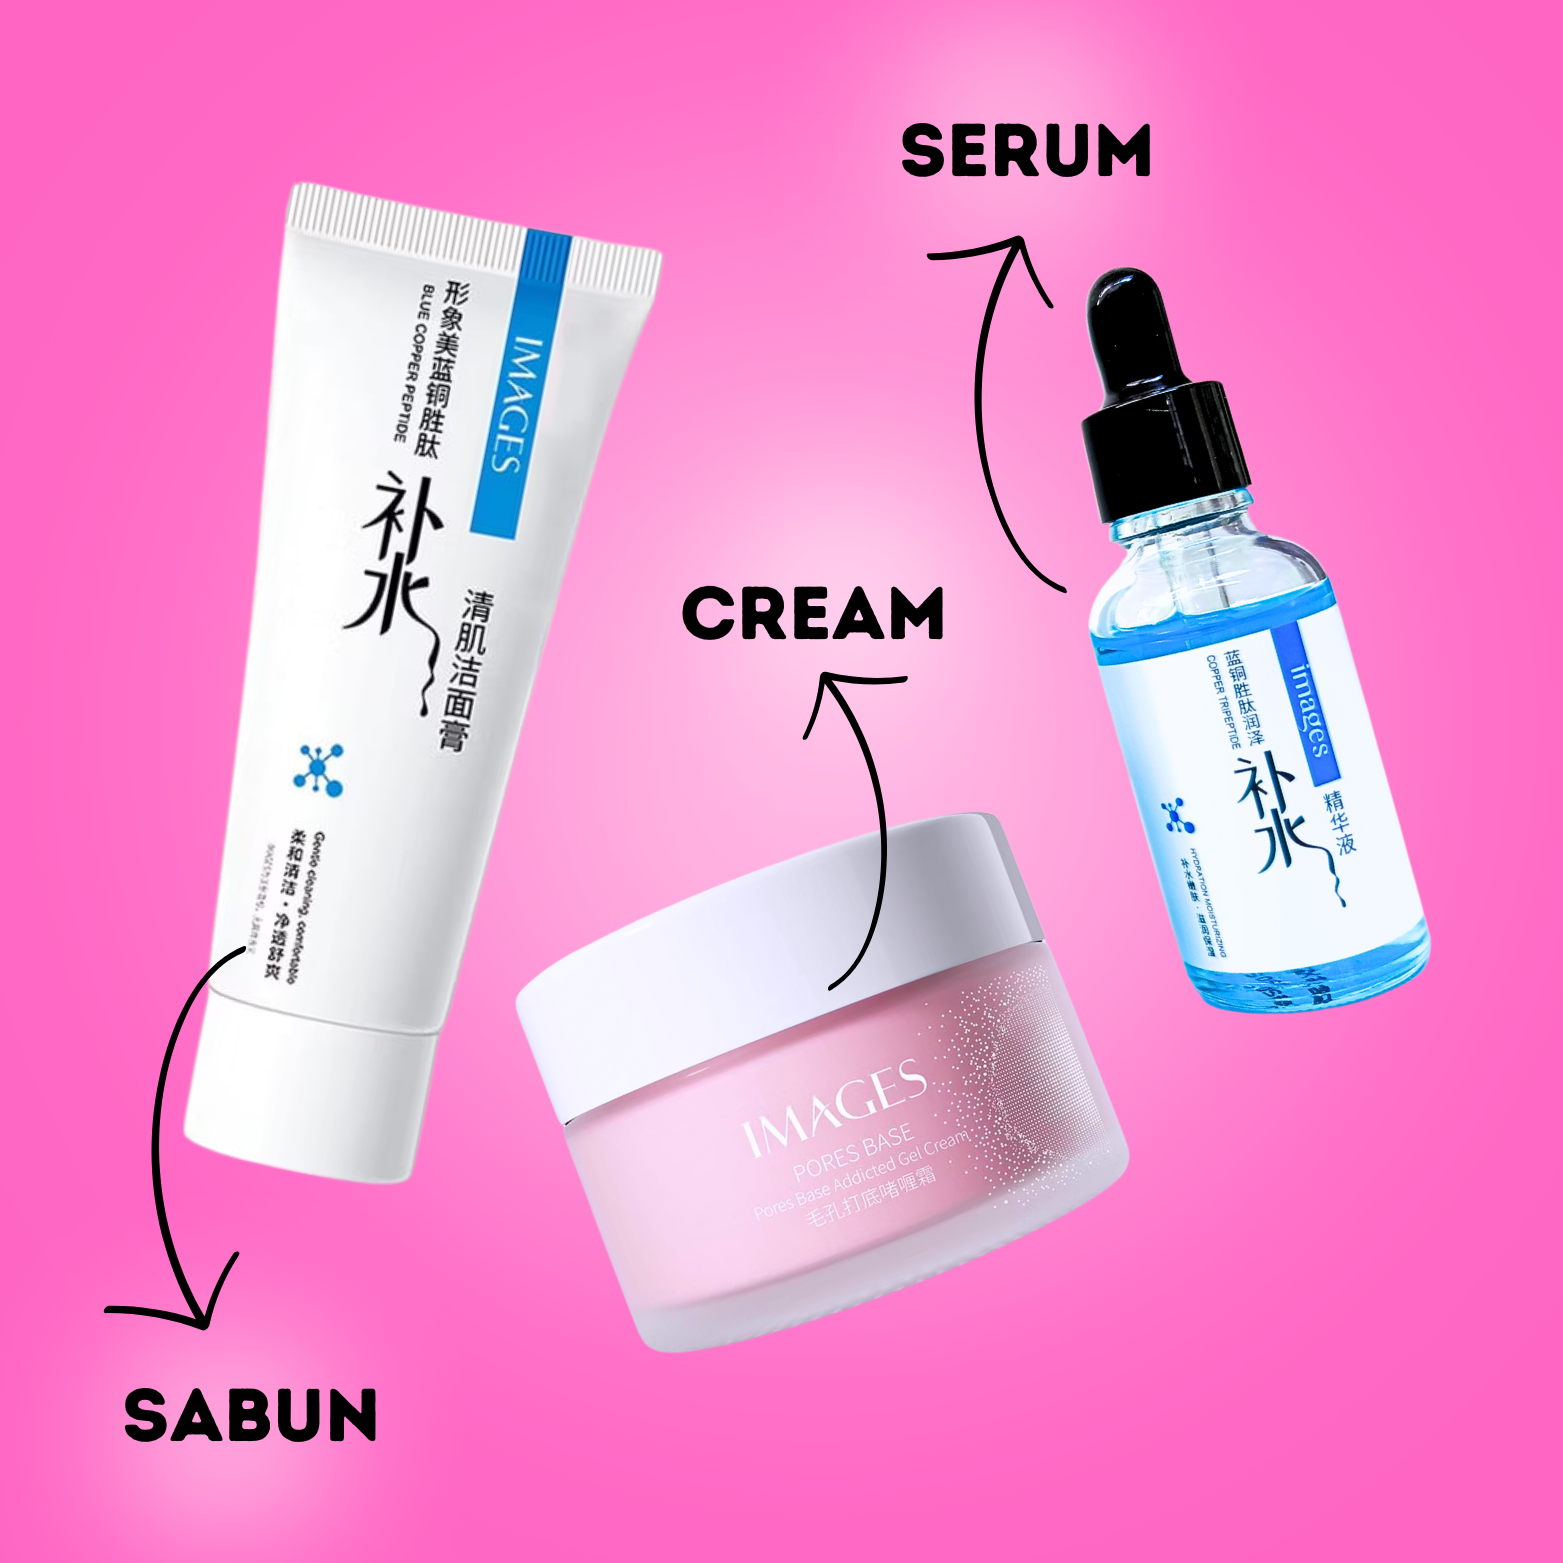 SERUM
IMAGES
形象美蓝铜胜肽
BLUE COPPER PEPTIDE
补水
清肌洁面膏
Gentle cleaning, comfortable
柔和清洁·净透舒爽
CREAM
images
蓝铜胜肽润泽
COPPER TRIPEPTIDE
补水
精华液
HYDRATION MOISTURIZING
IMAGES
PORES BASE
Pores Base Addicted Gel Cream
毛孔打底啫喱霜
SABUN